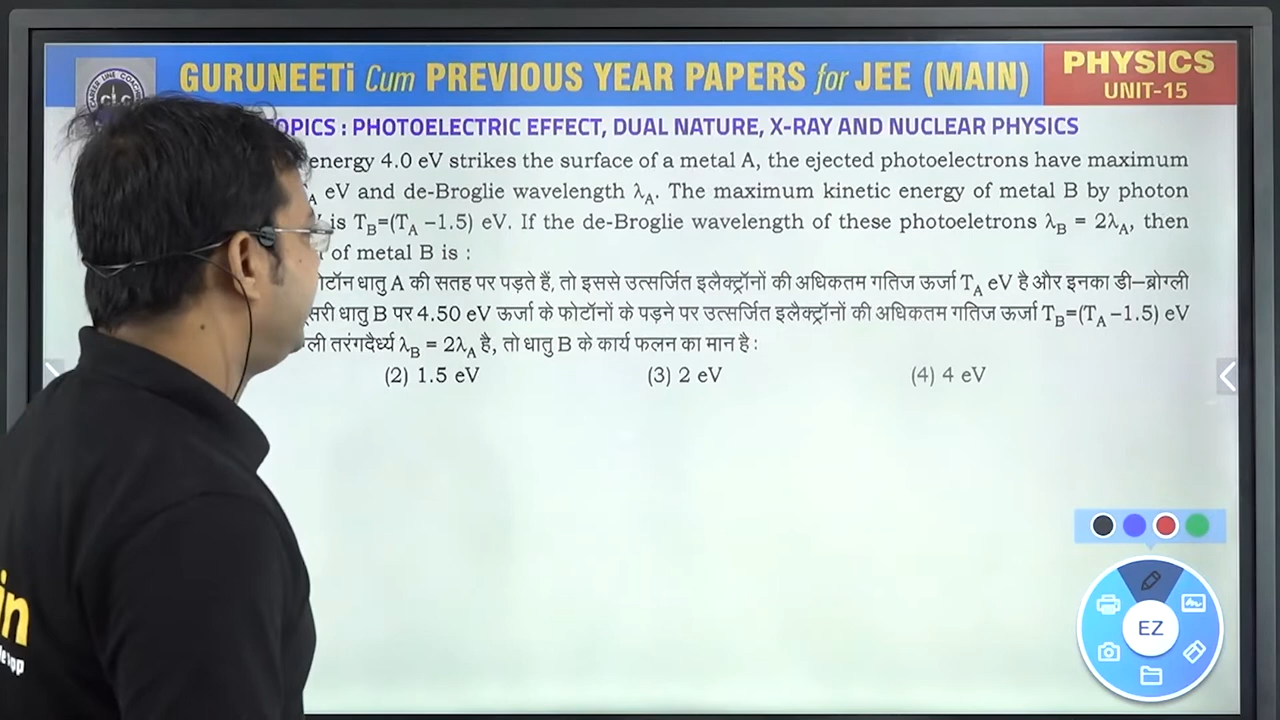 GURUNEETi Cum PREVIOUS YEAR PAPERS for JEE (MAIN)
PHYSICS
UNIT-15
OPICS : PHOTOELECTRIC EFFECT, DUAL NATURE, X-RAY AND NUCLEAR PHYSICS
energy 4.0 eV strikes the surface of a metal A, the ejected photoelectrons have maximum
A eV and de-Broglie wavelength λA. The maximum kinetic energy of metal B by photon
is TB=(TA –1.5) eV. If the de-Broglie wavelength of these photoeletrons λB = 2λA, then
of metal B is :
टॉन धातु A की सतह पर पड़ते हैं, तो इससे उत्सर्जित इलैक्ट्रॉनों की अधिकतम गतिज ऊर्जा TA eV है और इनका डी–ब्रोग्ली
सरी धातु B पर 4.50 eV ऊर्जा के फोटॉनों के पड़ने पर उत्सर्जित इलैक्ट्रॉनों की अधिकतम गतिज ऊर्जा TB=(TA –1.5) eV
ली तरंगदैर्ध्य λB = 2λA है, तो धातु B के कार्य फलन का मान है :
(2) 1.5 eV (3) 2 eV (4) 4 eV
EZ
in